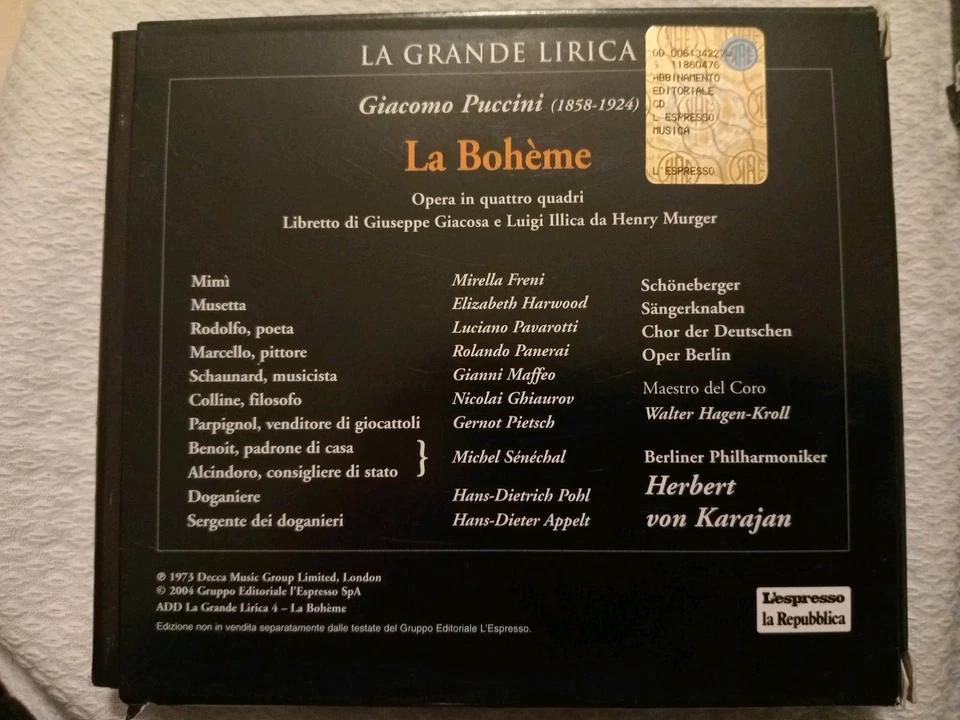 LA GRANDE LIRICA
Giacomo Puccini (1858-1924)
La Bohème
Opera in quattro quadri
Libretto di Giuseppe Giacosa e Luigi Illica da Henry Murger
S 11860476
ABBINAMENTO
EDITORIALE
CD
L'ESPRESSO/
MUSICA
L'ESPRESSO
Mimì Mirella Freni
Musetta Elizabeth Harwood
Rodolfo, poeta Luciano Pavarotti
Marcello, pittore Rolando Panerai
Schaunard, musicista Gianni Maffeo
Colline, filosofo Nicolai Ghiaurov
Parpignol, venditore di giocattoli Gernot Pietsch
Benoit, padrone di casa
Alcindoro, consigliere di stato } Michel Sénéchal
Doganiere Hans-Dietrich Pohl
Sergente dei doganieri Hans-Dieter Appelt
Schöneberger
Sängerknaben
Chor der Deutschen
Oper Berlin
Maestro del Coro
Walter Hagen-Kroll
Berliner Philharmoniker
Herbert
von Karajan
℗ 1973 Decca Music Group Limited, London
© 2004 Gruppo Editoriale l'Espresso SpA
ADD La Grande Lirica 4 – La Bohème
Edizione non in vendita separatamente dalle testate del Gruppo Editoriale L'Espresso.
L'espresso
la Repubblica